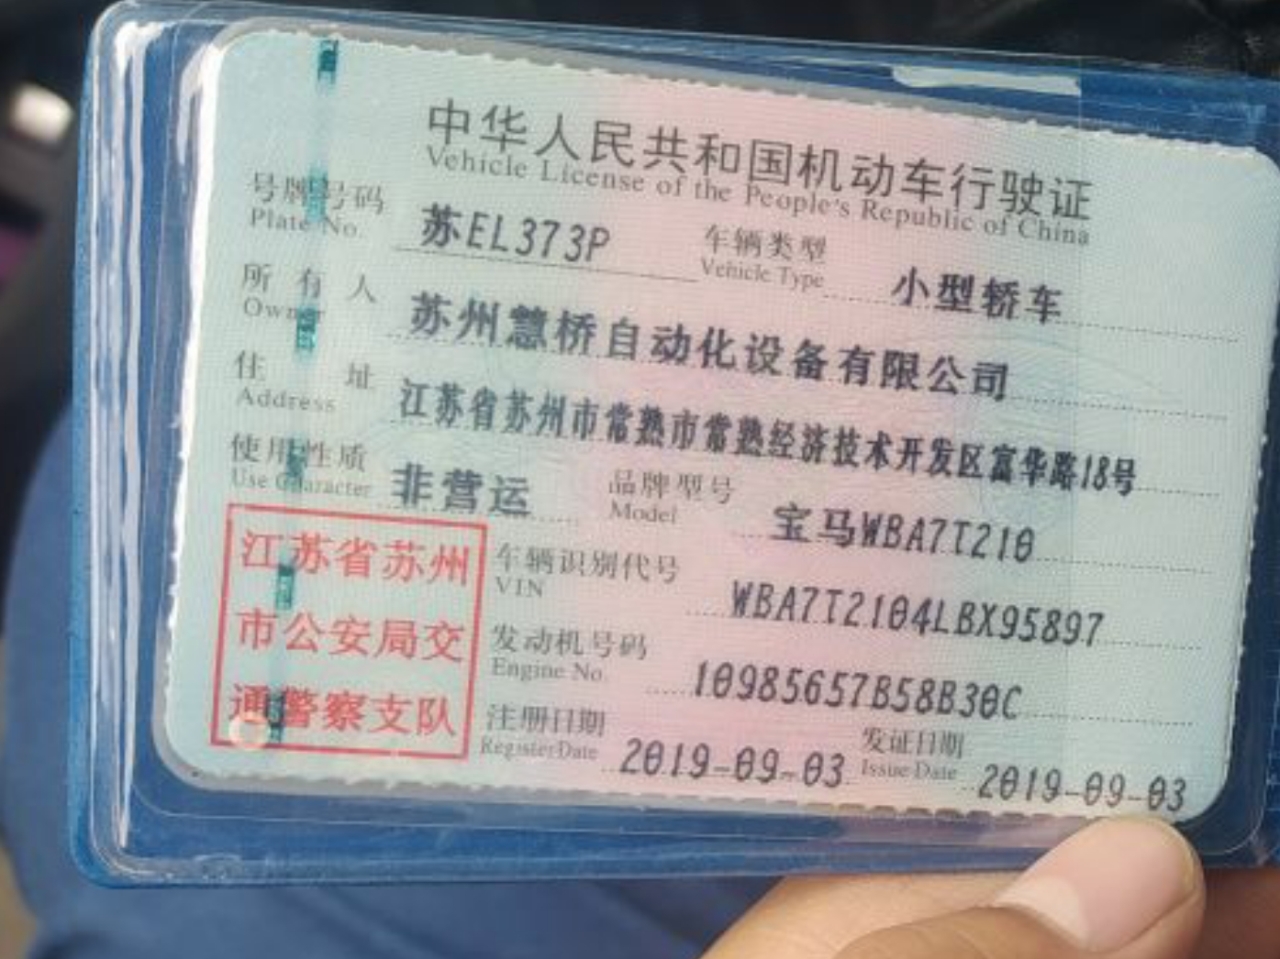 中华人民共和国机动车行驶证
Vehicle License of the People's Republic of China
号牌号码 苏EL373P 车辆类型 小型轿车
Plate No. Vehicle Type
所有人 苏州慧桥自动化设备有限公司
Owner
住址 江苏省苏州市常熟市常熟经济技术开发区富华路18号
Address
使用性质 非营运 品牌型号 宝马WBA7T210
Use Character Model
江苏省苏州
市公安局交
通警察支队
车辆识别代号 WBA7T2104LBX95897
VIN
发动机号码 10985657B58B30C
Engine No.
注册日期 2019-09-03 发证日期 2019-09-03
Register Date Issue Date